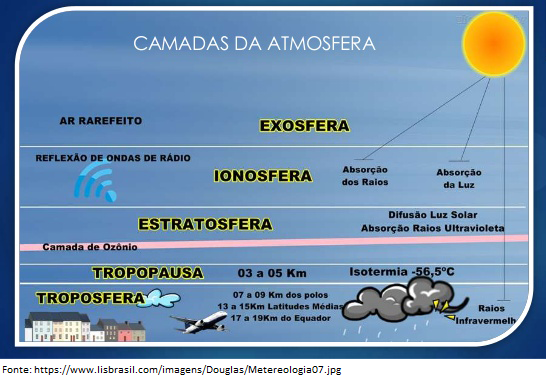 CAMADAS DA ATMOSFERA
AR RAREFEITO
EXOSFERA
REFLEXÃO DE ONDAS DE RÁDIO
IONOSFERA
Absorção
dos Raios
Absorção
da Luz
ESTRATOSFERA
Difusão Luz Solar
Absorção Raios Ultravioleta
Camada de Ozônio
TROPOPAUSA
03 a 05 Km
Isotermia -56,5ºC
TROPOSFERA
07 a 09 Km dos polos
13 a 15Km Latitudes Médias
17 a 19Km do Equador
Raios
Infravermelh
Fonte: https://www.lisbrasil.com/imagens/Douglas/Metereologia07.jpg